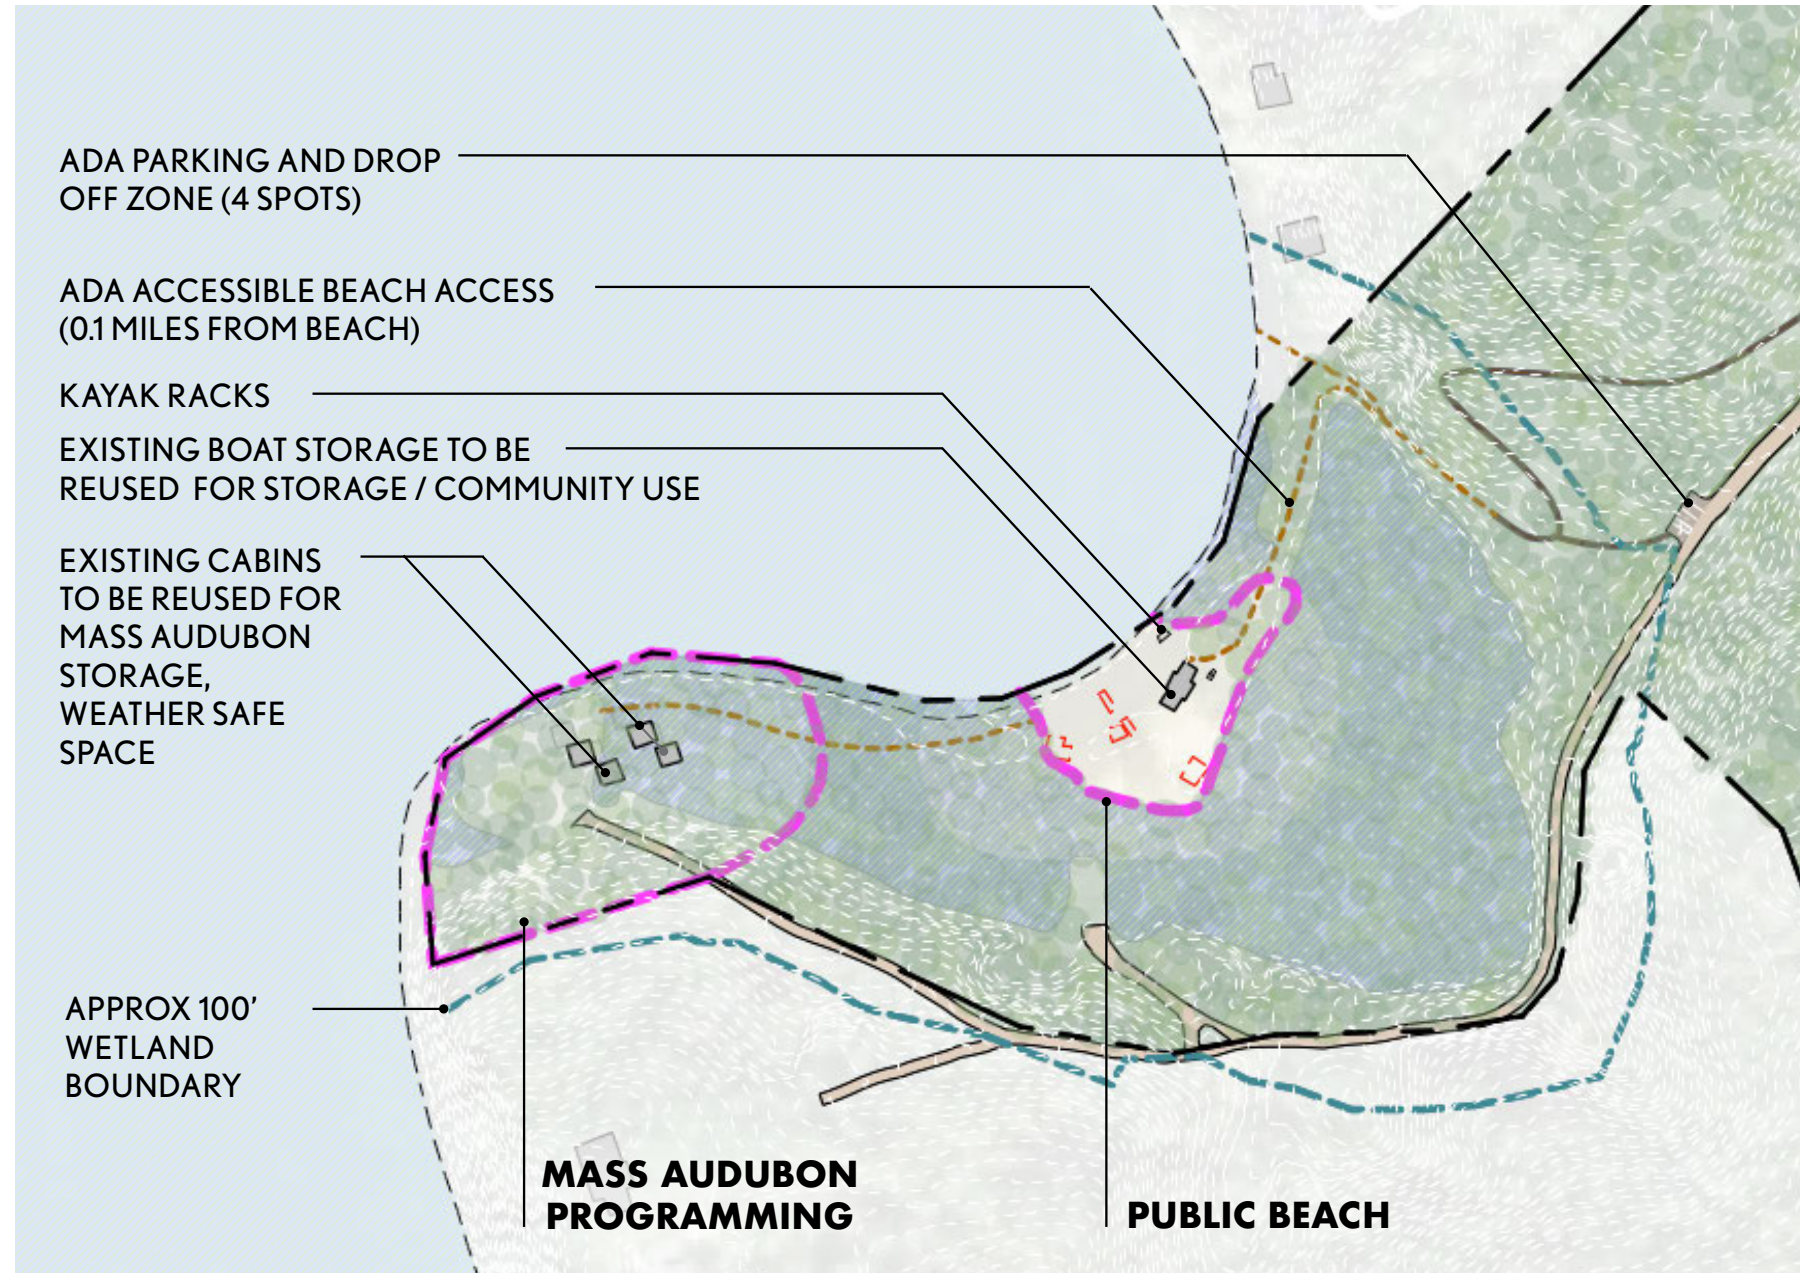 ADA PARKING AND DROP
OFF ZONE (4 SPOTS)
ADA ACCESSIBLE BEACH ACCESS
(0.1 MILES FROM BEACH)
KAYAK RACKS
EXISTING BOAT STORAGE TO BE
REUSED FOR STORAGE / COMMUNITY USE
EXISTING CABINS
TO BE REUSED FOR
MASS AUDUBON
STORAGE,
WEATHER SAFE
SPACE
APPROX 100’
WETLAND
BOUNDARY
MASS AUDUBON
PROGRAMMING
PUBLIC BEACH